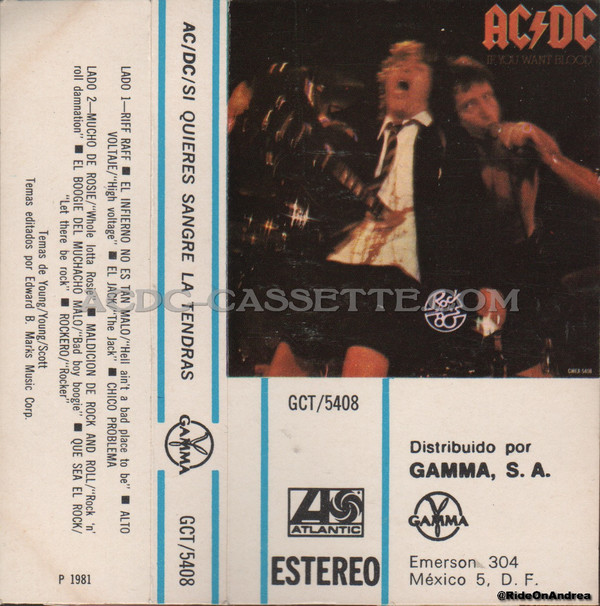 LADO 1—RIFF RAFF ■ EL INFIERNO NO ES TAN MALO/"Hell ain't a bad place to be" ■ ALTO
VOLTAJE/"High voltage" ■ EL JACK/"The Jack" ■ CHICO PROBLEMA
LADO 2—MUCHO DE ROSIE/"Whole lotta Rosie" ■ MALDICION DE ROCK AND ROLL/"Rock 'n'
roll damnation" ■ EL BOOGIE DEL MUCHACHO MALO/"Bad boy boogie" ■ QUE SEA EL ROCK/
"Let there be rock" ■ ROCKERO/"Rocker"
Temas de Young/Young/Scott
Temas editados por Edward B. Marks Music Corp.
P 1981
AC/DC/SI QUIERES SANGRE LA TENDRAS
GAMMA
GCT/5408
AC/DC
IF YOU WANT BLOOD
Rock
80
ACDC-CASSETTE.COM
GCT/5408
ATLANTIC
ESTEREO
Distribuido por
GAMMA, S. A.
GAMMA
Emerson 304
México 5, D. F.
@RideOnAndrea